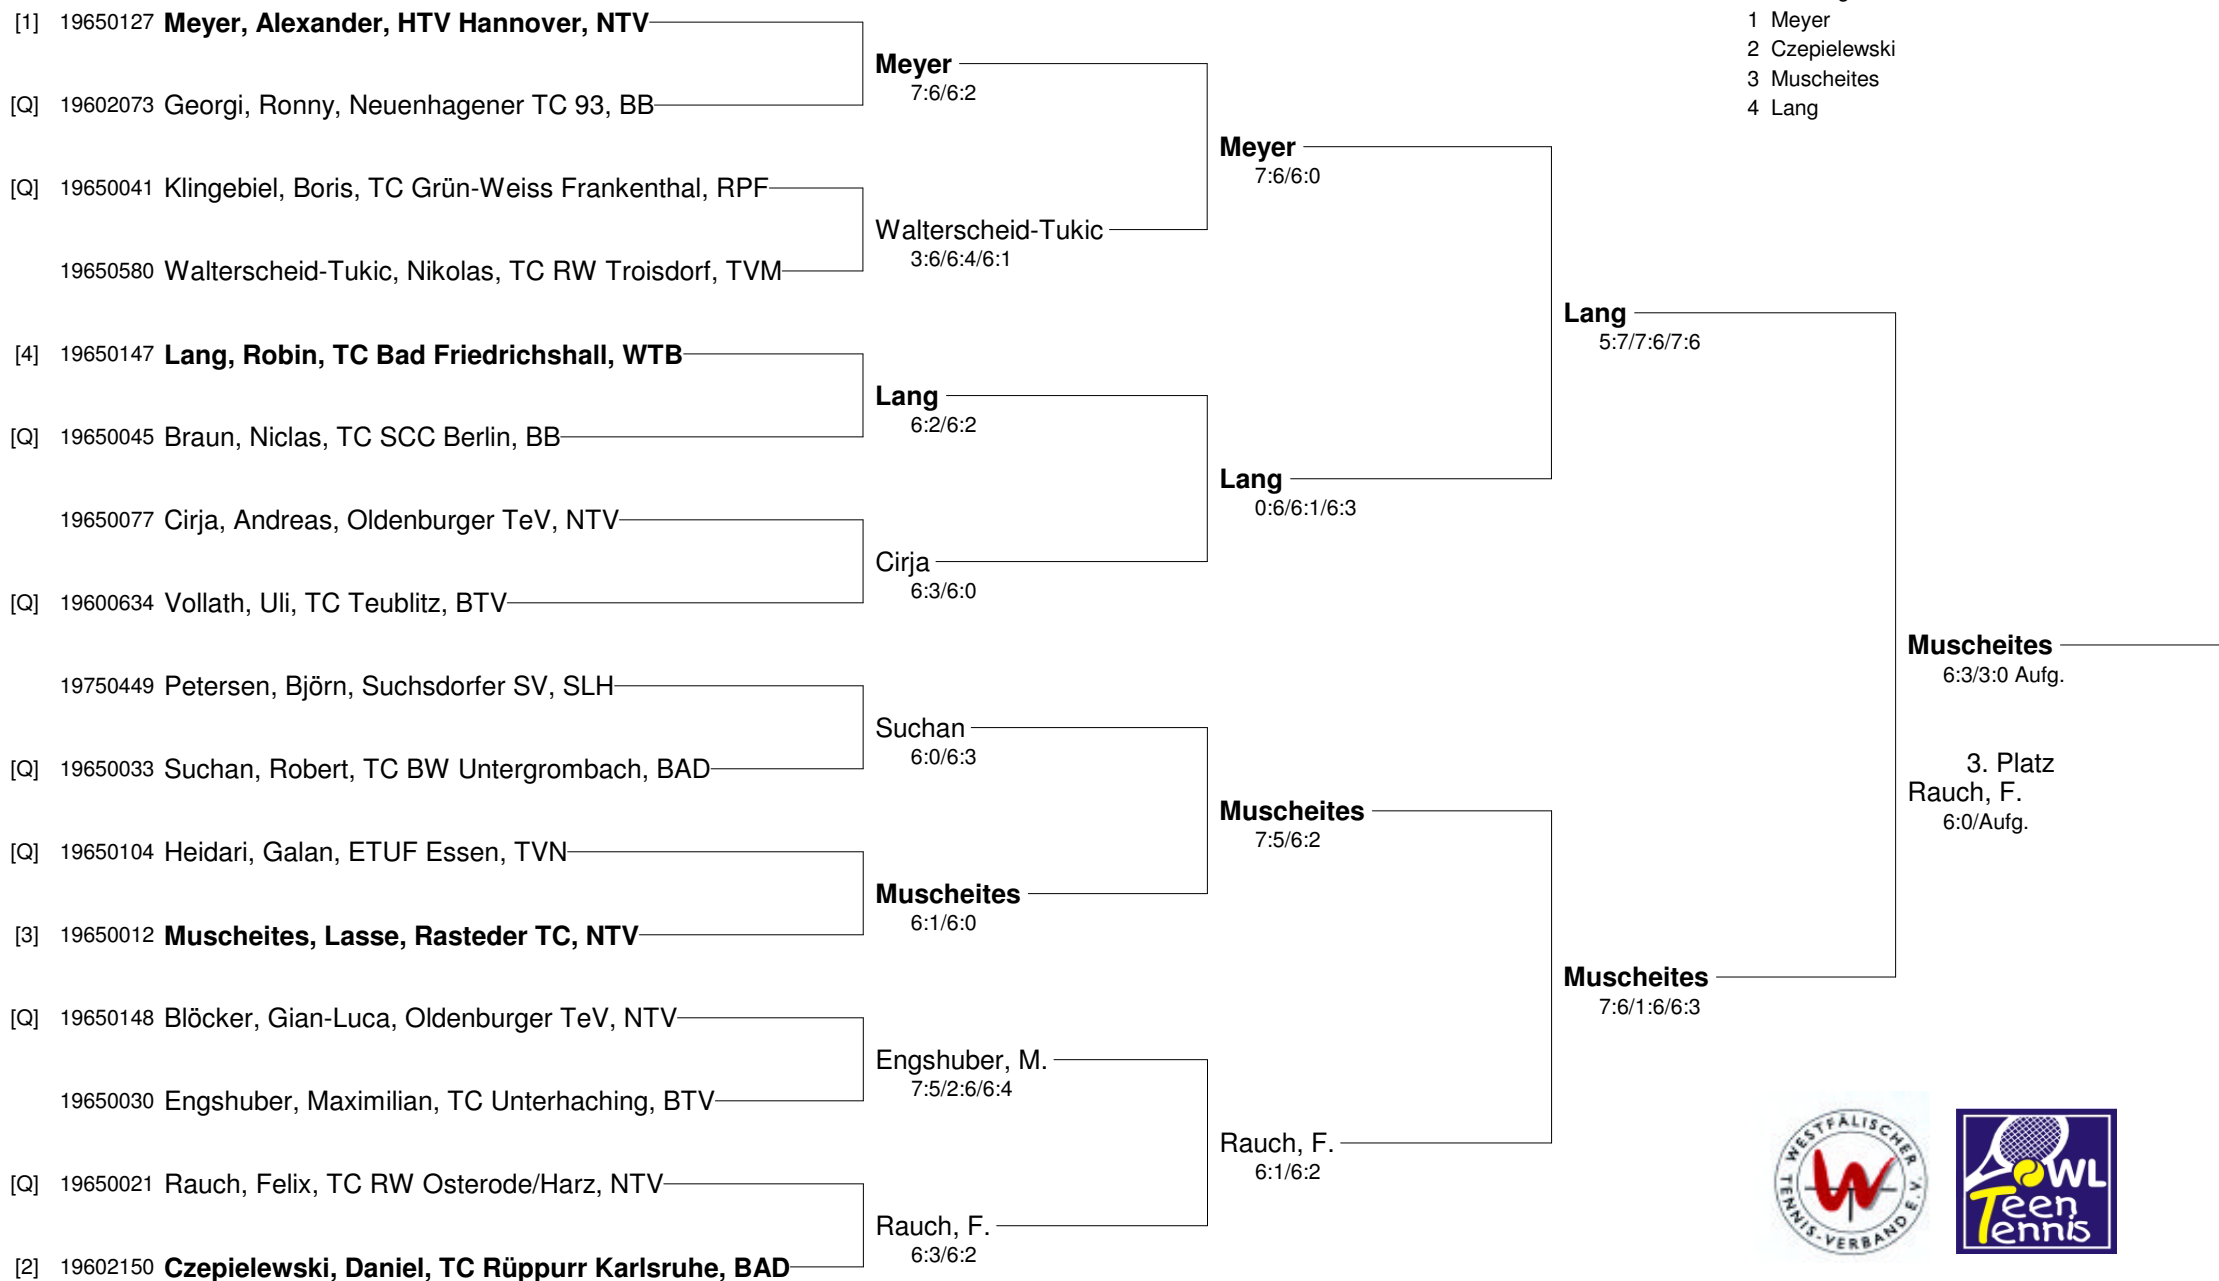 [1] 19650127 Meyer, Alexander, HTV Hannover, NTV
1 Meyer
2 Czepielewski
3 Muscheites
4 Lang
Meyer
7:6/6:2
[Q] 19602073 Georgi, Ronny, Neuenhagener TC 93, BB
Meyer
7:6/6:0
[Q] 19650041 Klingebiel, Boris, TC Grün-Weiss Frankenthal, RPF
Walterscheid-Tukic
3:6/6:4/6:1
19650580 Walterscheid-Tukic, Nikolas, TC RW Troisdorf, TVM
Lang
5:7/7:6/7:6
[4] 19650147 Lang, Robin, TC Bad Friedrichshall, WTB
Lang
6:2/6:2
[Q] 19650045 Braun, Niclas, TC SCC Berlin, BB
Lang
0:6/6:1/6:3
19650077 Cirja, Andreas, Oldenburger TeV, NTV
Cirja
6:3/6:0
[Q] 19600634 Vollath, Uli, TC Teublitz, BTV
Muscheites
6:3/3:0 Aufg.
19750449 Petersen, Björn, Suchsdorfer SV, SLH
Suchan
6:0/6:3
[Q] 19650033 Suchan, Robert, TC BW Untergrombach, BAD
3. Platz
Rauch, F.
6:0/Aufg.
Muscheites
7:5/6:2
[Q] 19650104 Heidari, Galan, ETUF Essen, TVN
Muscheites
6:1/6:0
[3] 19650012 Muscheites, Lasse, Rasteder TC, NTV
Muscheites
7:6/1:6/6:3
[Q] 19650148 Blöcker, Gian-Luca, Oldenburger TeV, NTV
Engshuber, M.
7:5/2:6/6:4
19650030 Engshuber, Maximilian, TC Unterhaching, BTV
Rauch, F.
6:1/6:2
[Q] 19650021 Rauch, Felix, TC RW Osterode/Harz, NTV
Rauch, F.
6:3/6:2
[2] 19602150 Czepielewski, Daniel, TC Rüppurr Karlsruhe, BAD
WESTFÄLISCHER
TENNIS-VERBAND E.V.
W
OWL
Teen
Tennis